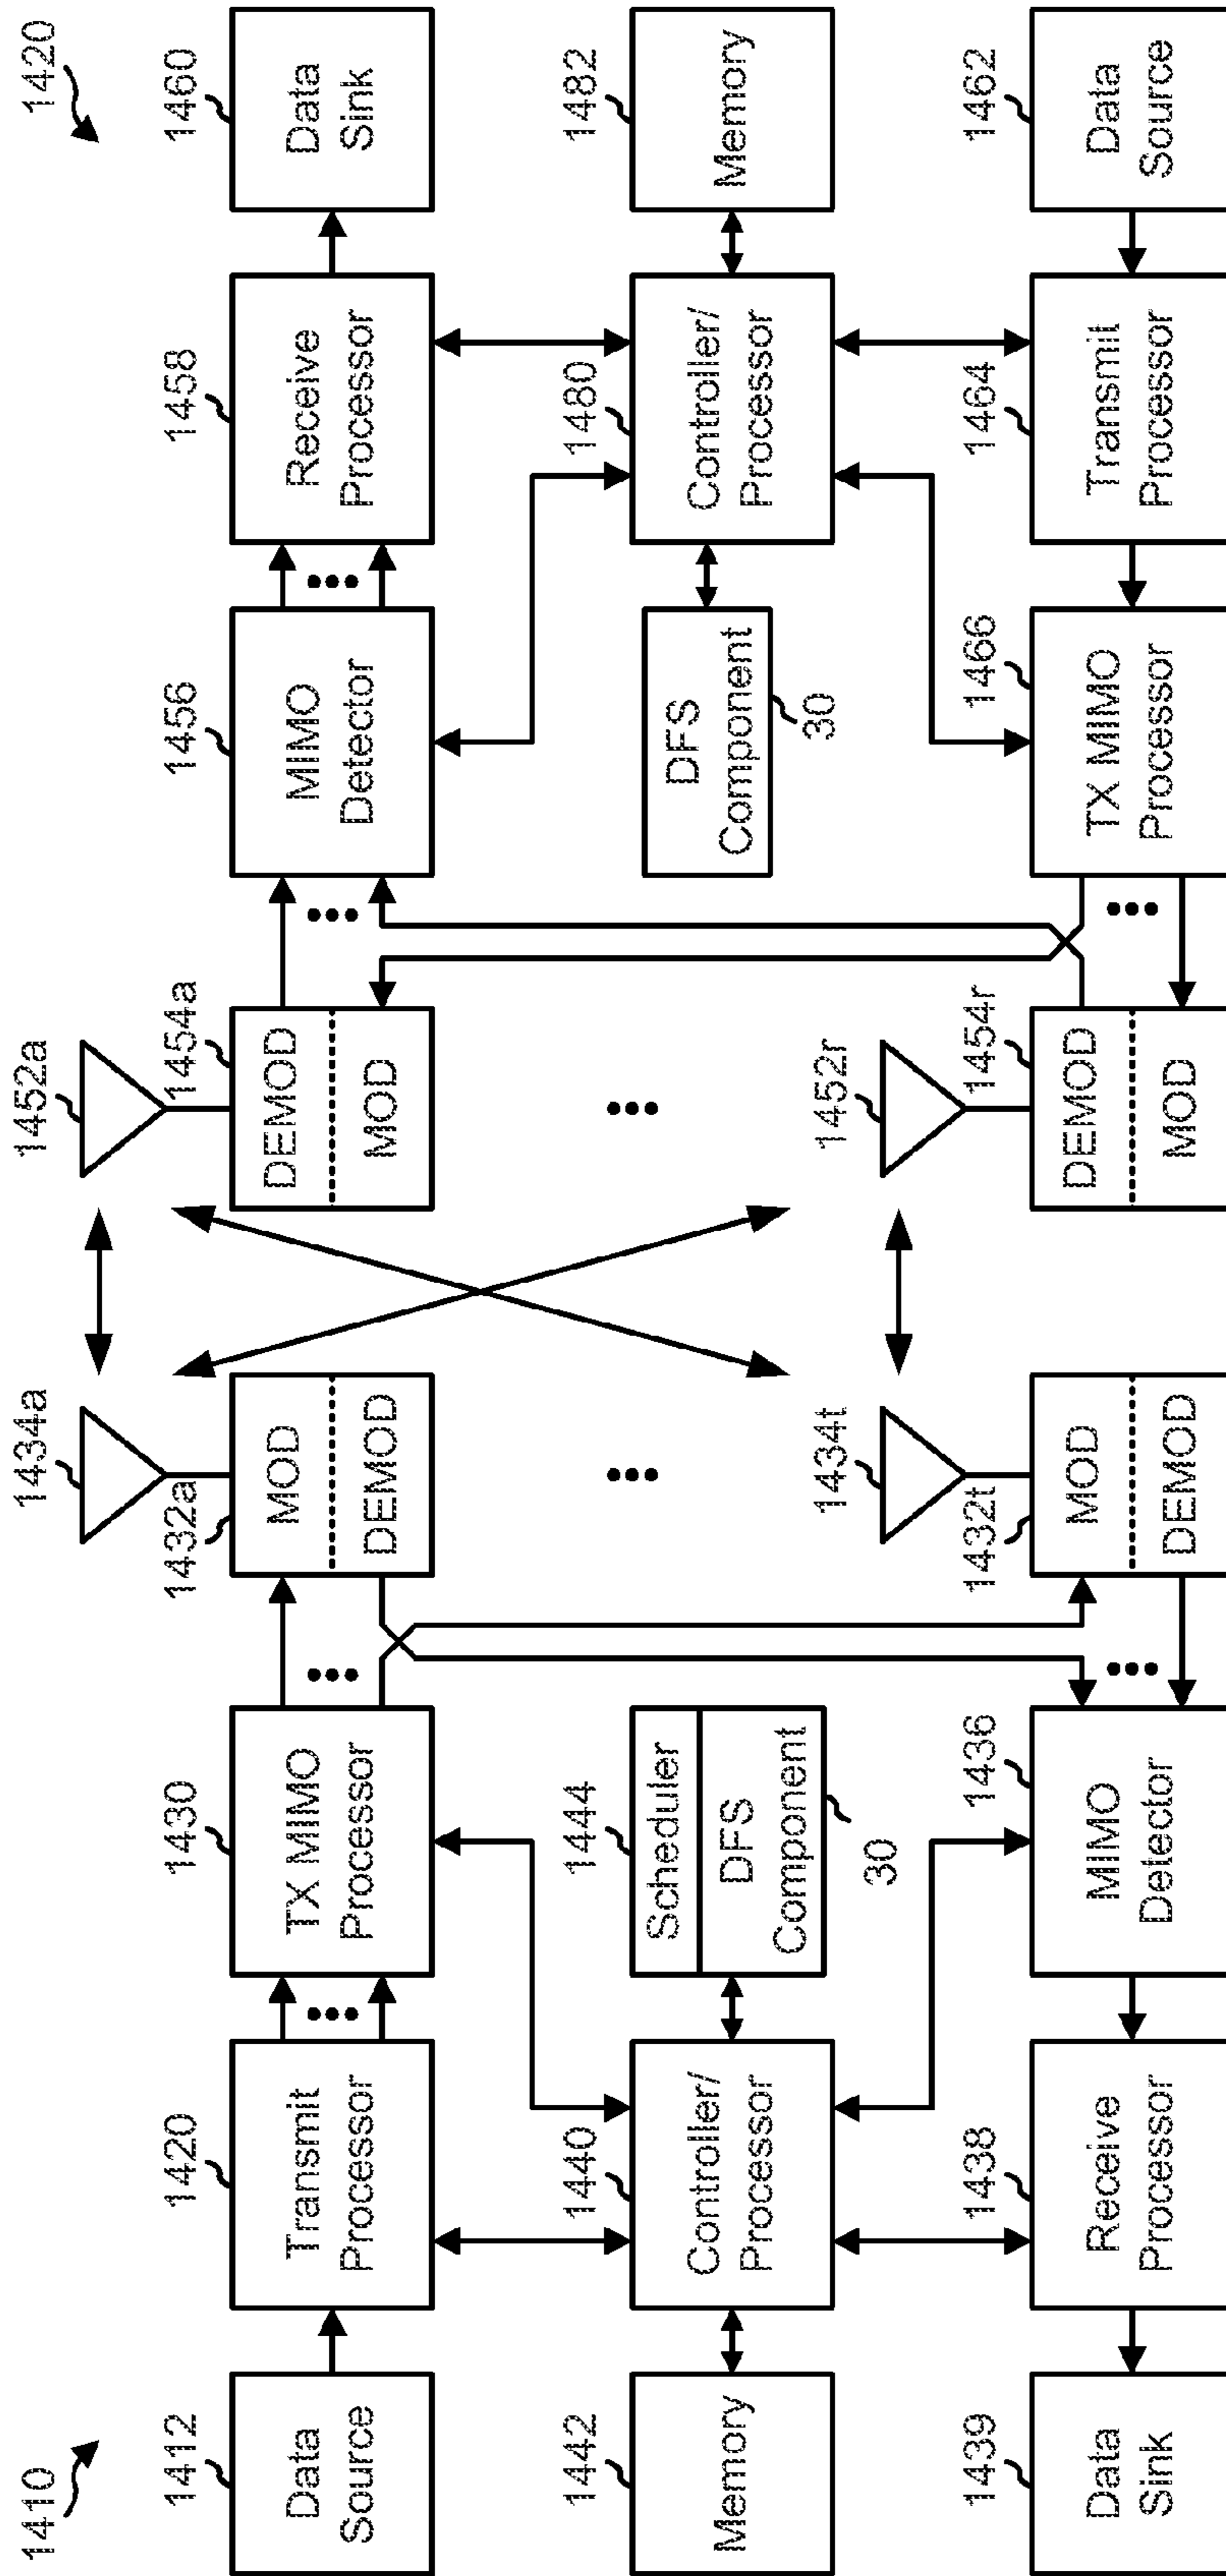 1410
1412
Data
Source
1420
Transmit
Processor
1430
TX MIMO
Processor
1434a
1432a
MOD
DEMOD
1452a
1454a
DEMOD
MOD
1456
MIMO
Detector
1458
Receive
Processor
1460
Data
Sink
1420
1442
Memory
1440
Controller/
Processor
1444
Scheduler
DFS
Component
30
DFS
Component
30
1480
Controller/
Processor
1482
Memory
1439
Data
Sink
1438
Receive
Processor
1436
MIMO
Detector
1434t
1432t
MOD
DEMOD
1452r
1454r
DEMOD
MOD
1466
TX MIMO
Processor
1464
Transmit
Processor
1462
Data
Source